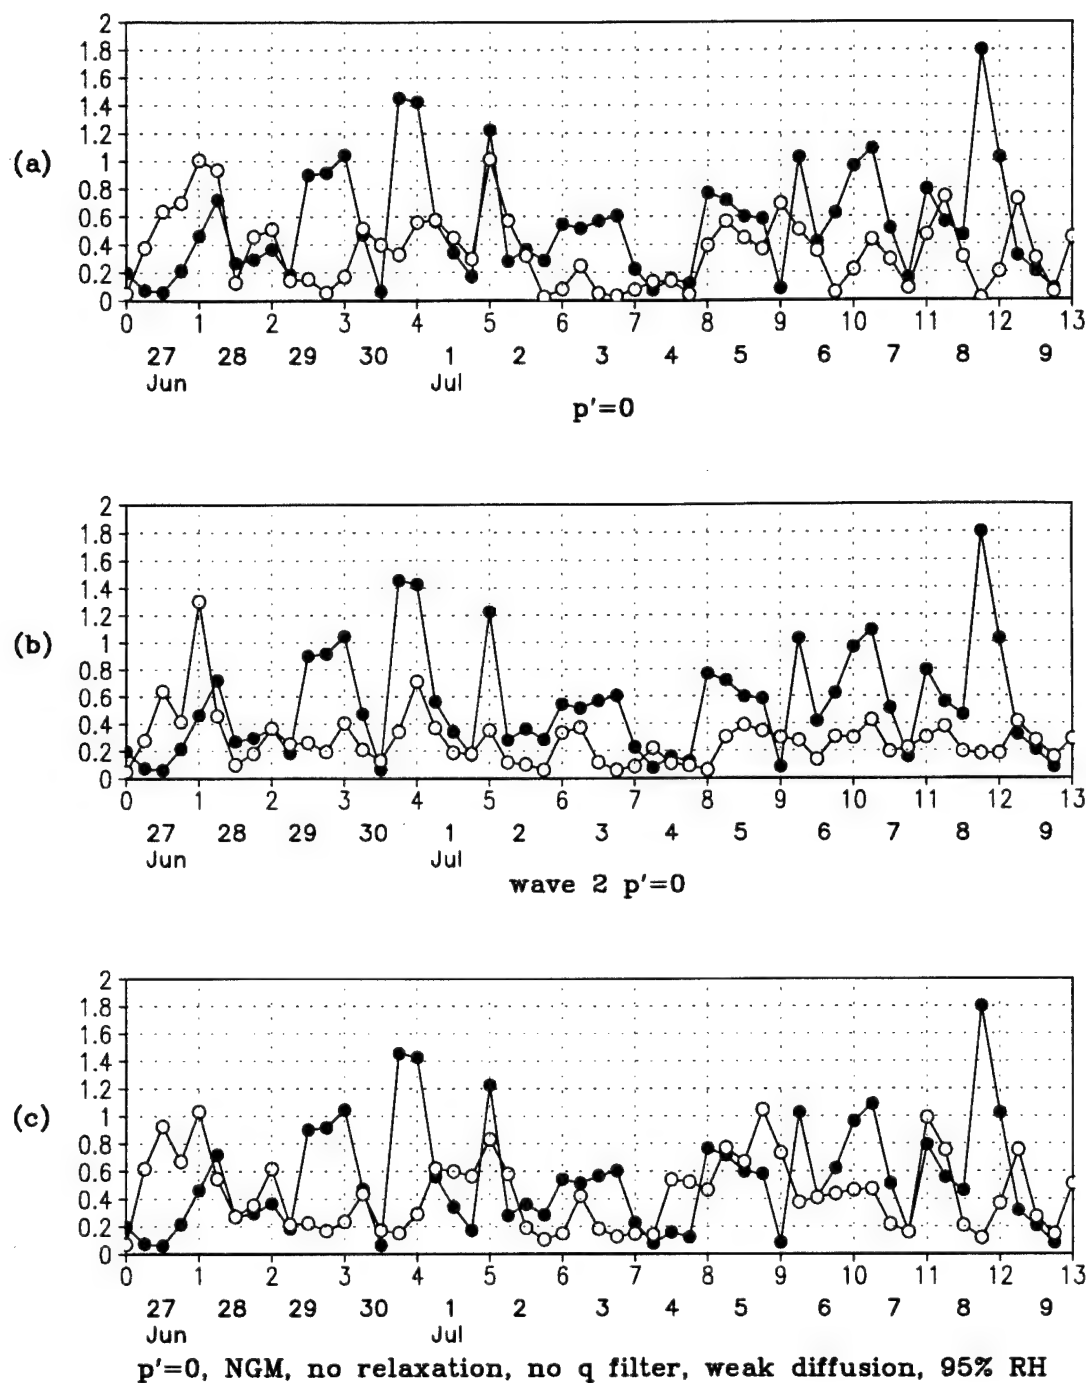 2
1.8
1.6
1.4
1.2
(a)
1
0.8
0.6
0.4
0.2
0
0 1 2 3 4 5 6 7 8 9 10 11 12 13
27 28 29 30 1 2 3 4 5 6 7 8 9
Jun Jul
p'=0
2
1.8
1.6
1.4
1.2
(b)
1
0.8
0.6
0.4
0.2
0
0 1 2 3 4 5 6 7 8 9 10 11 12 13
27 28 29 30 1 2 3 4 5 6 7 8 9
Jun Jul
wave 2 p'=0
2
1.8
1.6
1.4
1.2
(c)
1
0.8
0.6
0.4
0.2
0
0 1 2 3 4 5 6 7 8 9 10 11 12 13
27 28 29 30 1 2 3 4 5 6 7 8 9
Jun Jul
p'=0, NGM, no relaxation, no q filter, weak diffusion, 95% RH